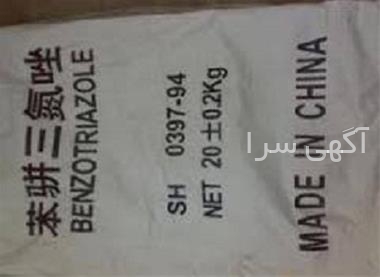 苯骈三氮唑
BENZOTRIAZOLE
SH 0397-94
NET 20±0.2Kg
MADE IN CHINA
آگهی سرا